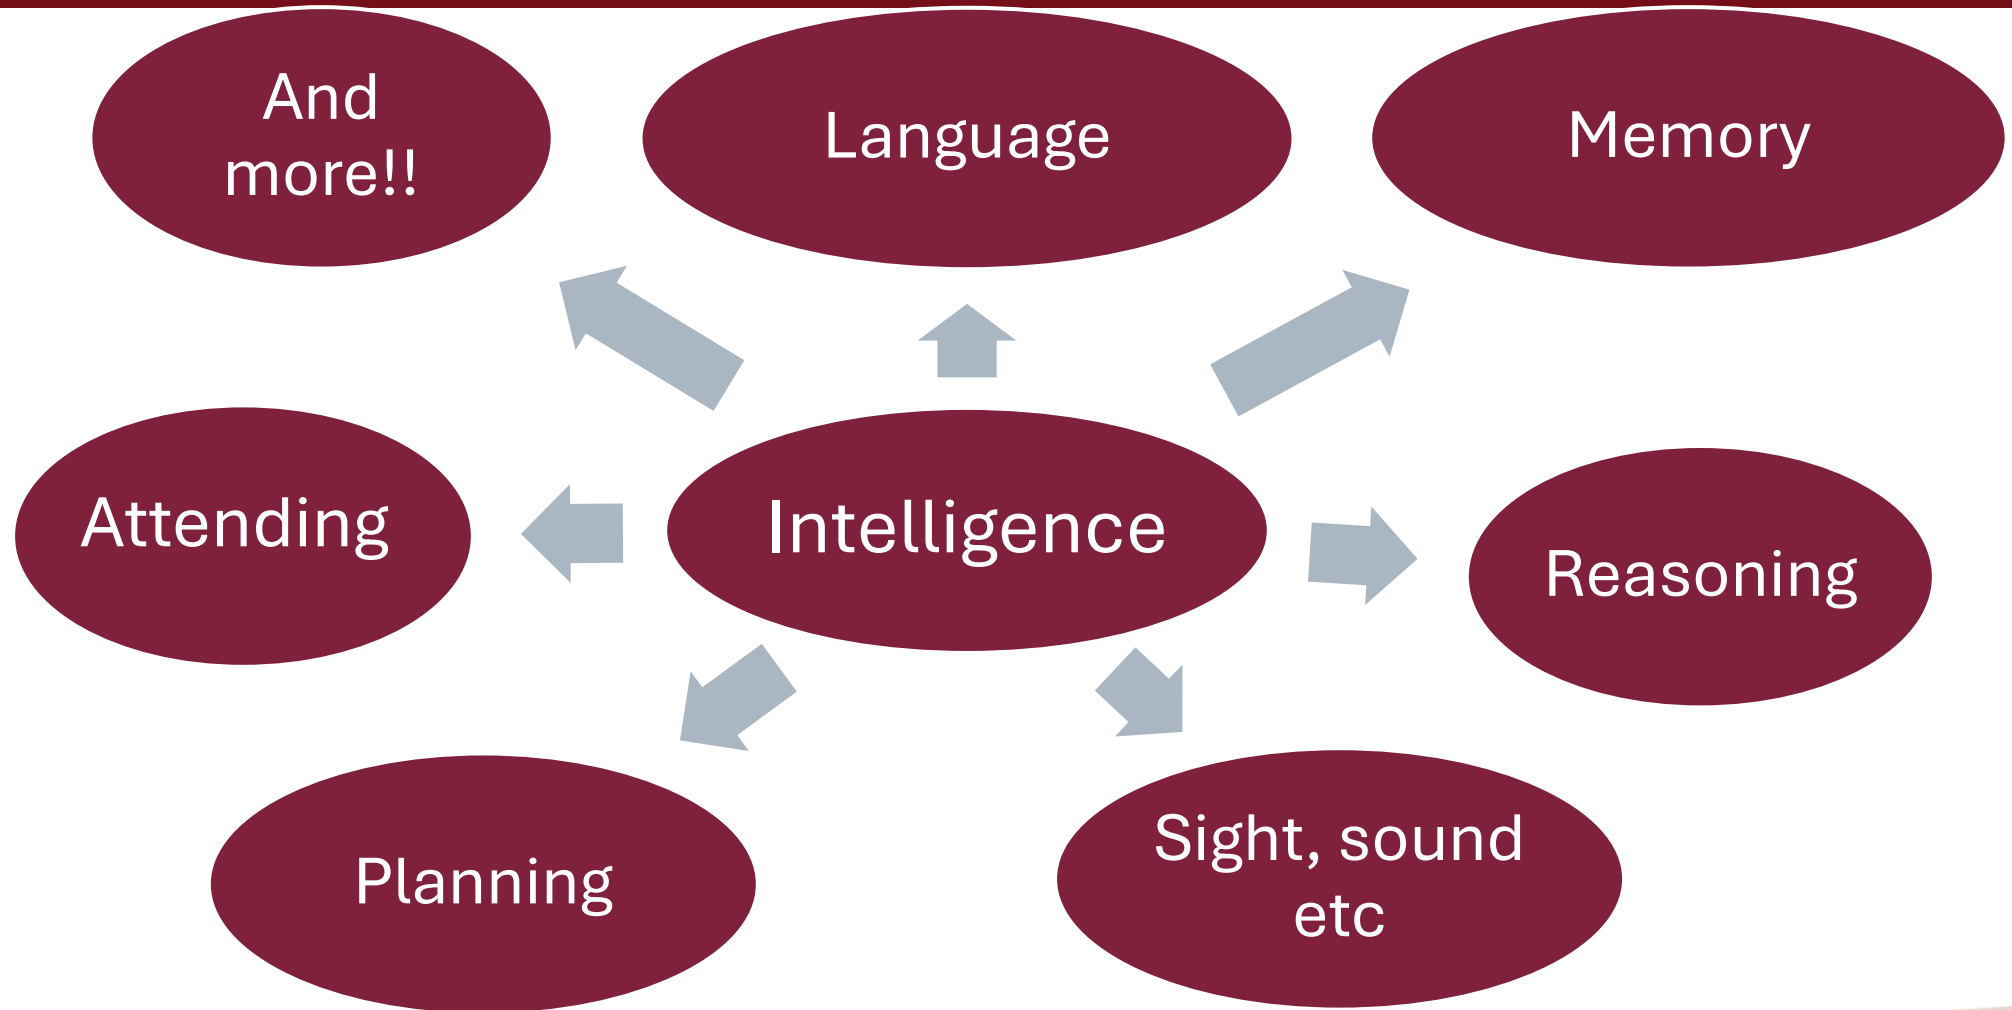 And
more!!
Language
Memory
Attending
Intelligence
Reasoning
Planning
Sight, sound
etc